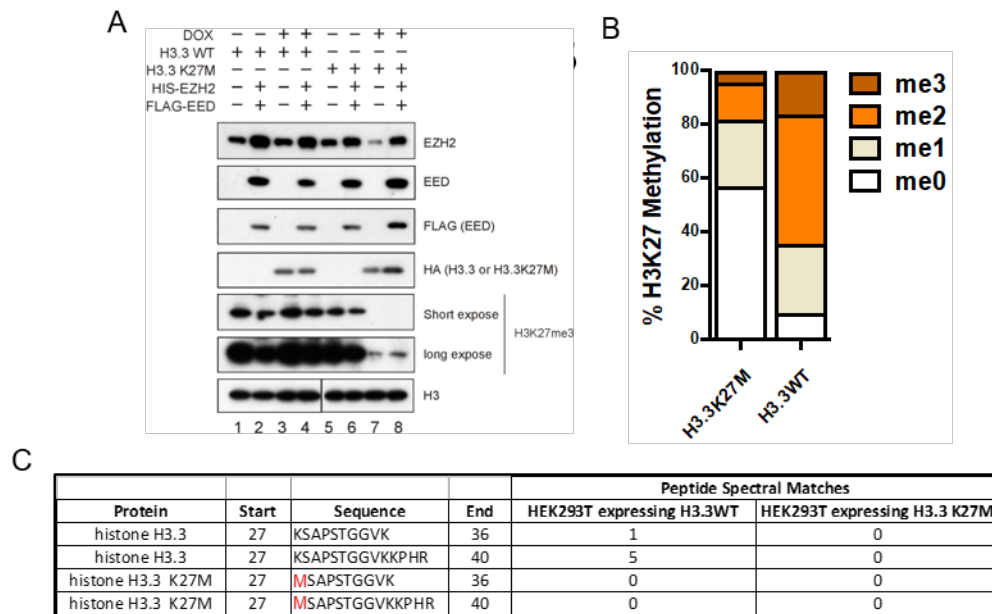 A
DOX – – + + – – + +
H3.3 WT + + + + – – – –
H3.3 K27M – – – – + + + +
HIS-EZH2 – + – + – + – +
FLAG-EED – + – + – + – +
EZH2
EED
FLAG (EED)
HA (H3.3 or H3.3K27M)
Short expose
H3K27me3
long expose
H3
1 2 3 4 5 6 7 8
% H3K27 Methylation
100
80
60
40
20
0
H3.3K27M
H3.3WT
me3
me2
me1
me0
B
C
Peptide Spectral Matches
Protein Start Sequence End HEK293T expressing H3.3WT HEK293T expressing H3.3 K27M
histone H3.3 27 KSAPSTGGVK 36 1 0
histone H3.3 27 KSAPSTGGVKKPHR 40 5 0
histone H3.3 K27M 27 MSAPSTGGVK 36 0 0
histone H3.3 K27M 27 MSAPSTGGVKKPHR 40 0 0